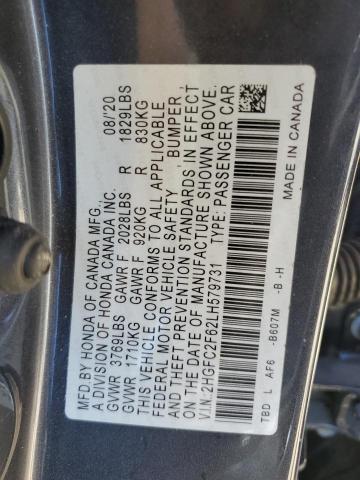 MFD.BY HONDA OF CANADA MFG., 08/20
A DIVISION OF HONDA CANADA INC.
GVWR 3769LBS GAWR F 2028LBS R 1829LBS
GVWR 1710KG GAWR F 920KG R 830KG
THIS VEHICLE CONFORMS TO ALL APPLICABLE
FEDERAL MOTOR VEHICLE SAFETY, BUMPER,
AND THEFT PREVENTION STANDARDS IN EFFECT
ON THE DATE OF MANUFACTURE SHOWN ABOVE.
V.I.N.:2HGFC2F62LH579731 TYPE: PASSENGER CAR
TBD L AF6 -B607M -B -H MADE IN CANADA